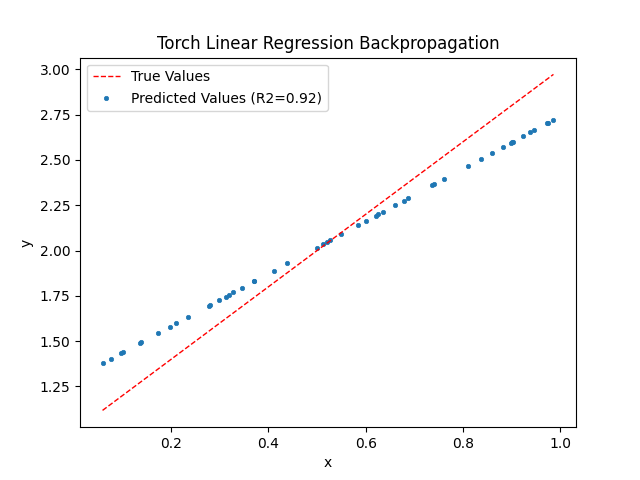 Torch Linear Regression Backpropagation
True Values
Predicted Values (R2=0.92)
3.00
2.75
2.50
2.25
2.00
1.75
1.50
1.25
y
0.2 0.4 0.6 0.8 1.0
x